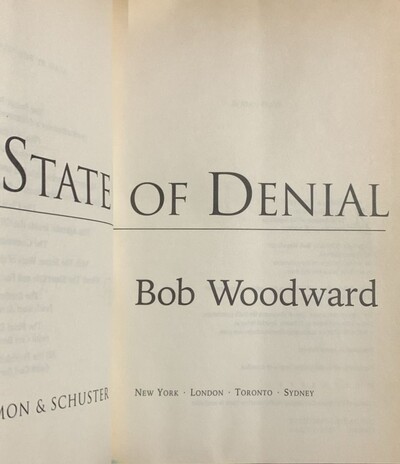 STATE OF DENIAL
Bob Woodward
MON & SCHUSTER
NEW YORK · LONDON · TORONTO · SYDNEY